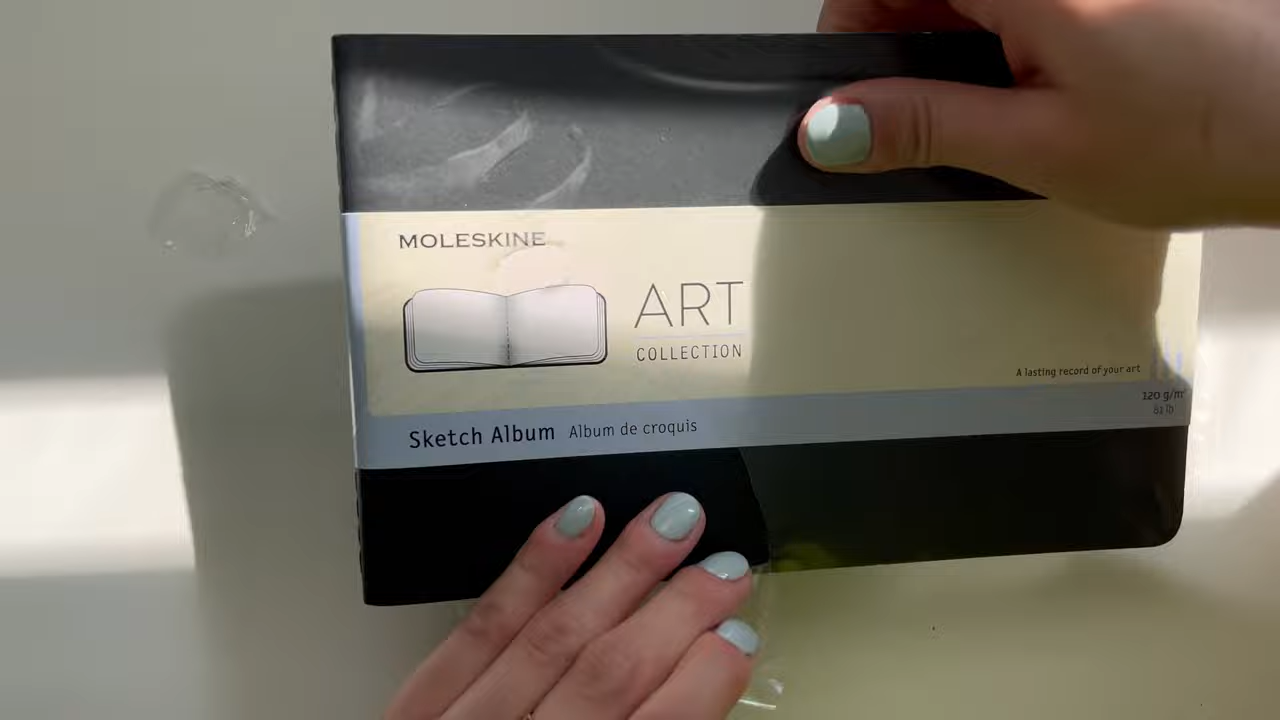 MOLESKINE
ART
COLLECTION
A lasting record of your art
120 g/m²
81 lb
Sketch Album Album de croquis